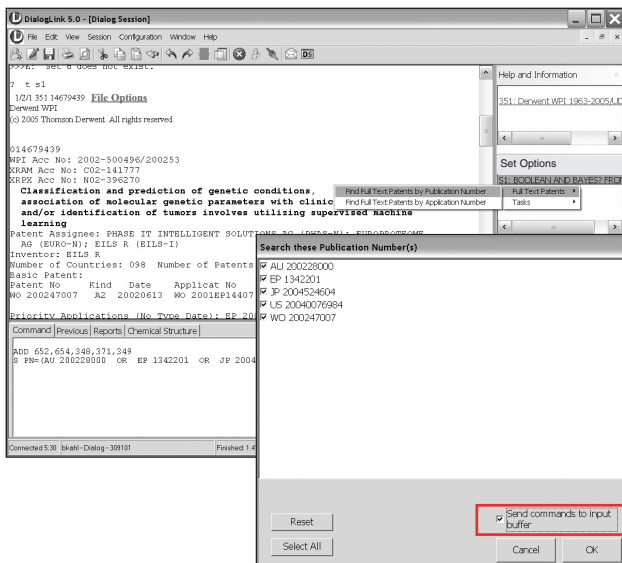 DialogLink 5.0 - [Dialog Session]
File Edit View Session Configuration Window Help
DS
>>>E: Set 8 does not exist.
? t s1
1/2/1 351 14679439 File Options
Derwent WPI
(c) 2005 Thomson Derwent. All rights reserved
014679439
WPI Acc No: 2002-500496/200253
XRAM Acc No: C02-141777
XRPX Acc No: N02-396270
Classification and prediction of genetic conditions,
association of molecular genetic parameters with clinic
and/or identification of tumors involves utilizing supervised machine
learning
Patent Assignee: PHASE IT INTELLIGENT SOLUTIONS AG (PHAS-N); EUROPROTEOME
AG (EURO-N); EILS R (EILS-I)
Inventor: EILS R
Number of Countries: 098 Number of Patents
Basic Patent:
Patent No Kind Date Applicat No
WO 200247007 A2 20020613 WO 2001EP14407
Priority Applications (No Type Date): EP 20
Help and Information
351: Derwent WPI 1963-2005/UD
Set Options
S1: BOOLEAN AND BAYES? FROM
Full Text Patents
Tasks
Find Full Text Patents by Publication Number
Find Full Text Patents by Application Number
Command Previous Reports Chemical Structure
ADD 652,654,348,371,349
S PN=(AU 200228000 OR EP 1342201 OR JP 2004
Connected 5:30 bkahl - Dialog - 309101 Finished: 1.4
Search these Publication Number(s)
AU 200228000
EP 1342201
JP 2004524604
US 20040076984
WO 200247007
Reset
Select All
Send commands to input
buffer
Cancel
OK